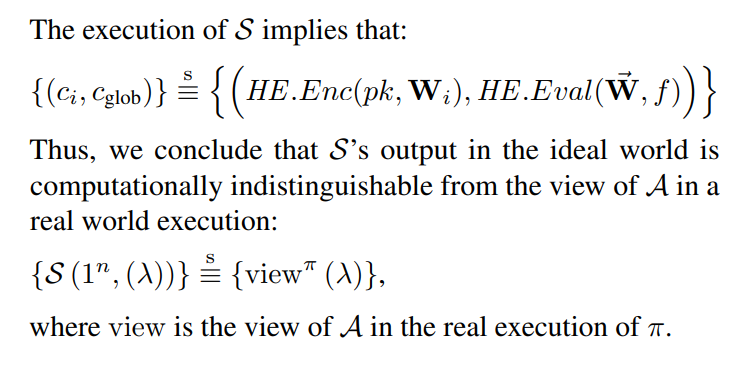 The execution of 𝒮 implies that:
{(cᵢ, c_glob)} ≡ˢ {(HE.Enc(pk, 𝐖ᵢ), HE.Eval(𝐖⃗, f))}
Thus, we conclude that 𝒮's output in the ideal world is
computationally indistinguishable from the view of 𝒜 in a
real world execution:
{𝒮 (1ⁿ, (λ))} ≡ˢ {view^π (λ)},
where view is the view of 𝒜 in the real execution of π.